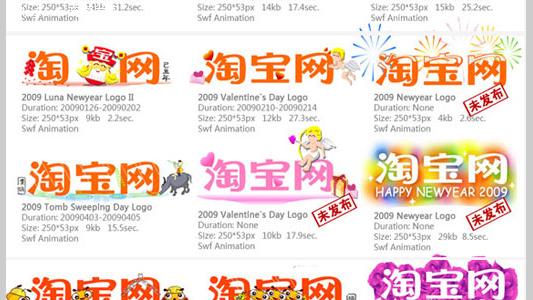 Size: 250*53px 14kb 31.2sec.
Swf Animation
Size: 250*53px 14kb 17.4sec.
Swf Animation
Size: 250*53px 15kb 25.2sec.
Swf Animation
淘宝网
己丑年
2009 Luna Newyear Logo II
Duration: 20090126-20090202
Size: 250*53px 9kb 2.2sec.
Swf Animation
淘宝网
2009 Valentine's Day Logo
Duration: 20090210-20090214
Size: 250*53px 12kb 27.3sec.
Swf Animation
淘宝网
2009 Newyear Logo
Duration: None
Size: 250*53px 4kb 2.6sec.
Swf Animation
未发布
淘宝网
2009 Tomb Sweeping Day Logo
Duration: 20090403-20090405
Size: 250*53px 9kb 15.5sec.
Swf Animation
淘宝网
2009 Valentine's Day Logo
Duration: None
Size: 250*53px 10kb 17.9sec.
Swf Animation
未发布
淘宝网
HAPPY NEWYEAR 2009
2009 Newyear Logo
Duration: None
Size: 250*53px 29kb 8.5sec.
Swf Animation
未发布
淘宝网
淘宝网
淘宝网